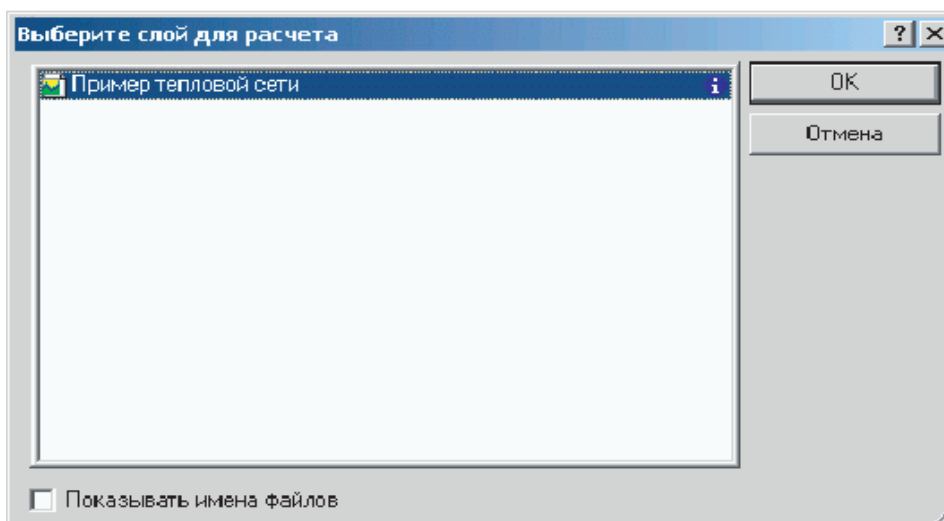 Выберите слой для расчета
Пример тепловой сети
OK
Отмена
Показывать имена файлов